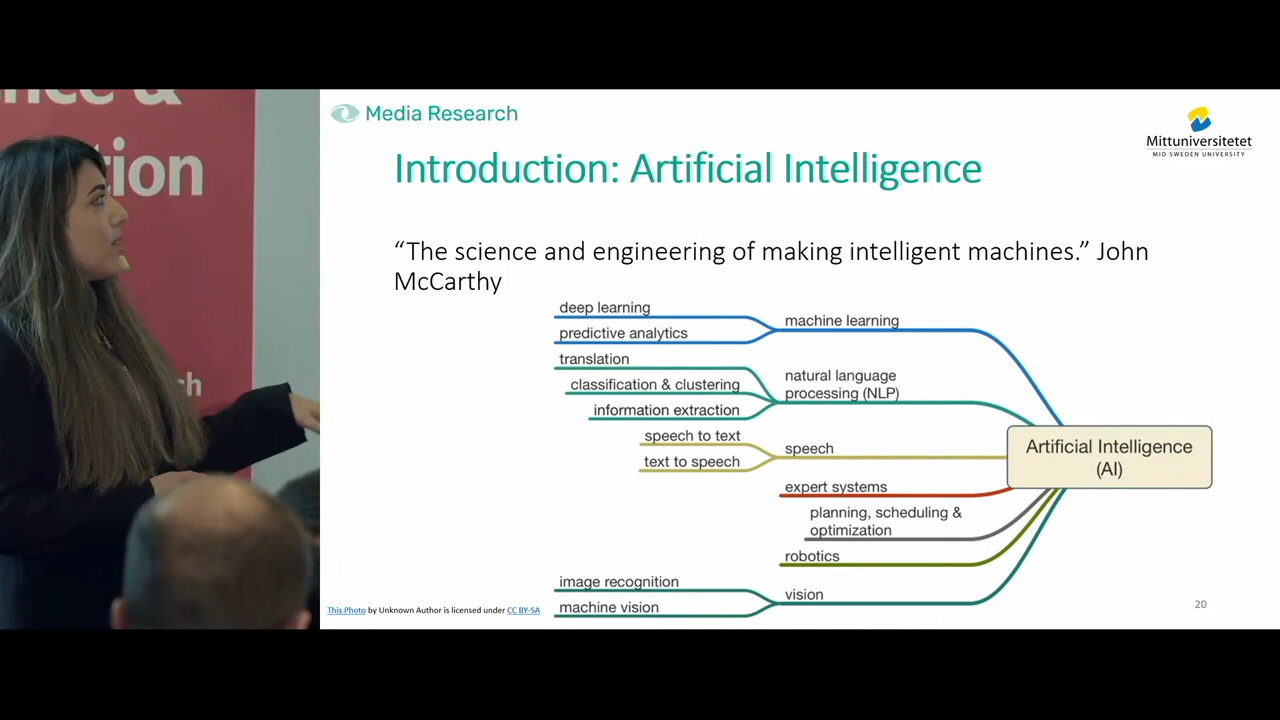 nce &
tion
ch
Media Research
Mittuniversitetet
MID SWEDEN UNIVERSITY
Introduction: Artificial Intelligence
“The science and engineering of making intelligent machines.” John
McCarthy
deep learning
predictive analytics
machine learning
translation
classification & clustering
information extraction
natural language
processing (NLP)
speech to text
text to speech
speech
expert systems
planning, scheduling &
optimization
robotics
image recognition
machine vision
vision
Artificial Intelligence
(AI)
This Photo by Unknown Author is licensed under CC BY-SA
20